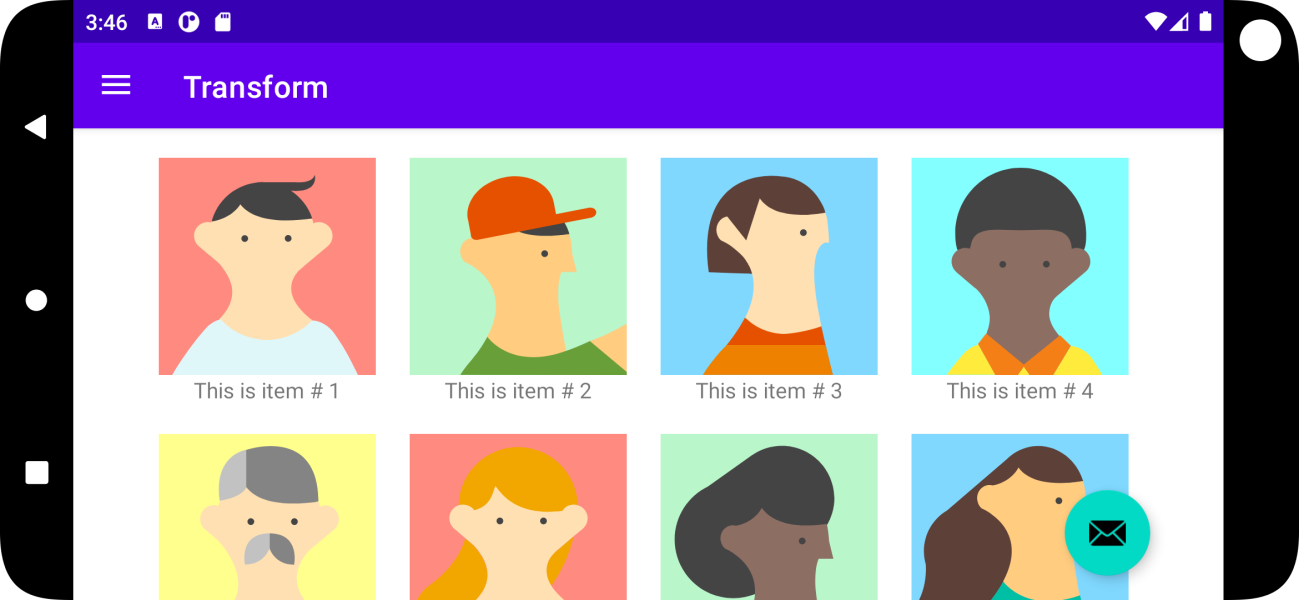 3:46
Transform
This is item # 1
This is item # 2
This is item # 3
This is item # 4